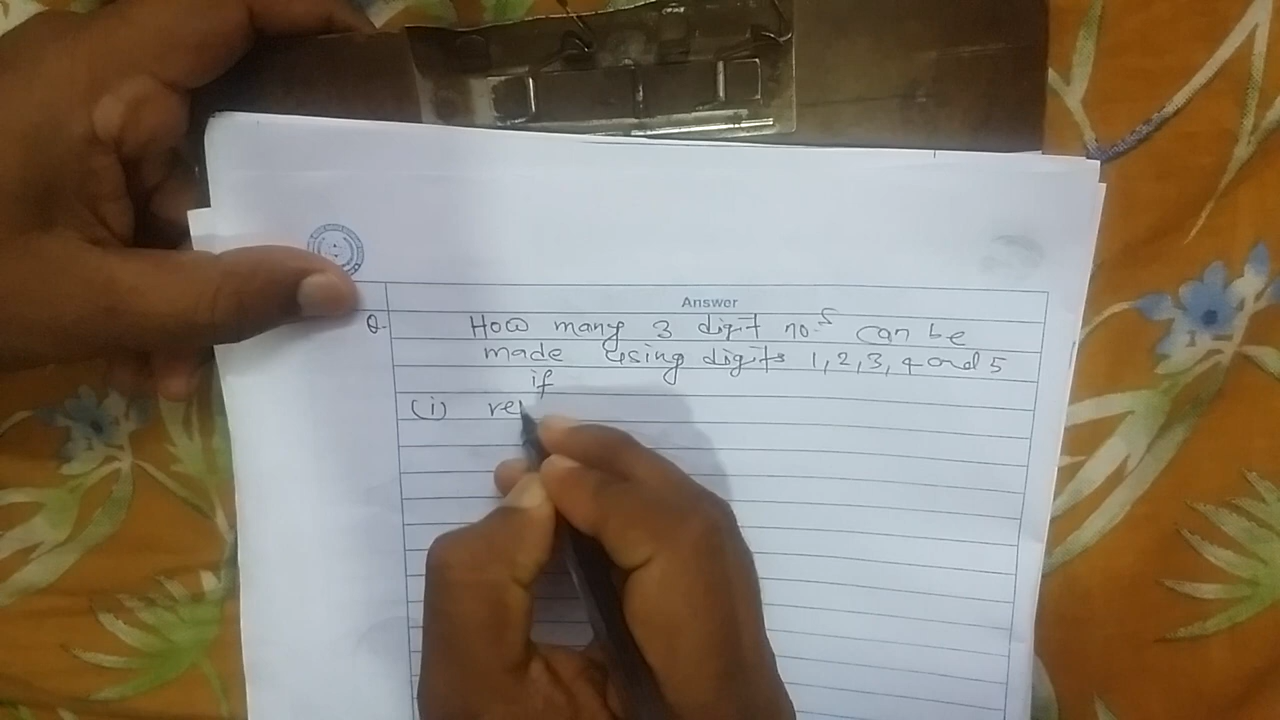 Answer
Q. How many 3 digit no.s can be
made using digits 1, 2, 3, 4 and 5
if
(i) re